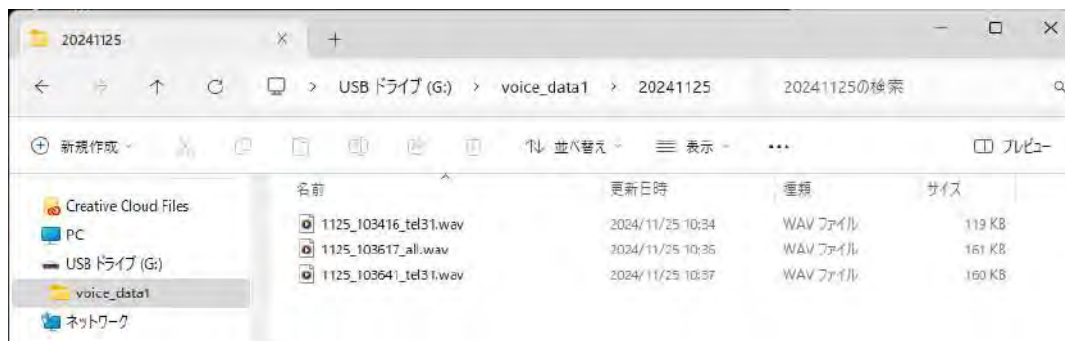 20241125
USB ドライブ (G:) > voice_data1 > 20241125 20241125の検索
新規作成 並べ替え 表示 プレビュー
名前 更新日時 種類 サイズ
Creative Cloud Files
PC
USB ドライブ (G:)
voice_data1
ネットワーク
1125_103416_tel31.wav 2024/11/25 10:34 WAV ファイル 119 KB
1125_103617_all.wav 2024/11/25 10:36 WAV ファイル 161 KB
1125_103641_tel31.wav 2024/11/25 10:37 WAV ファイル 160 KB